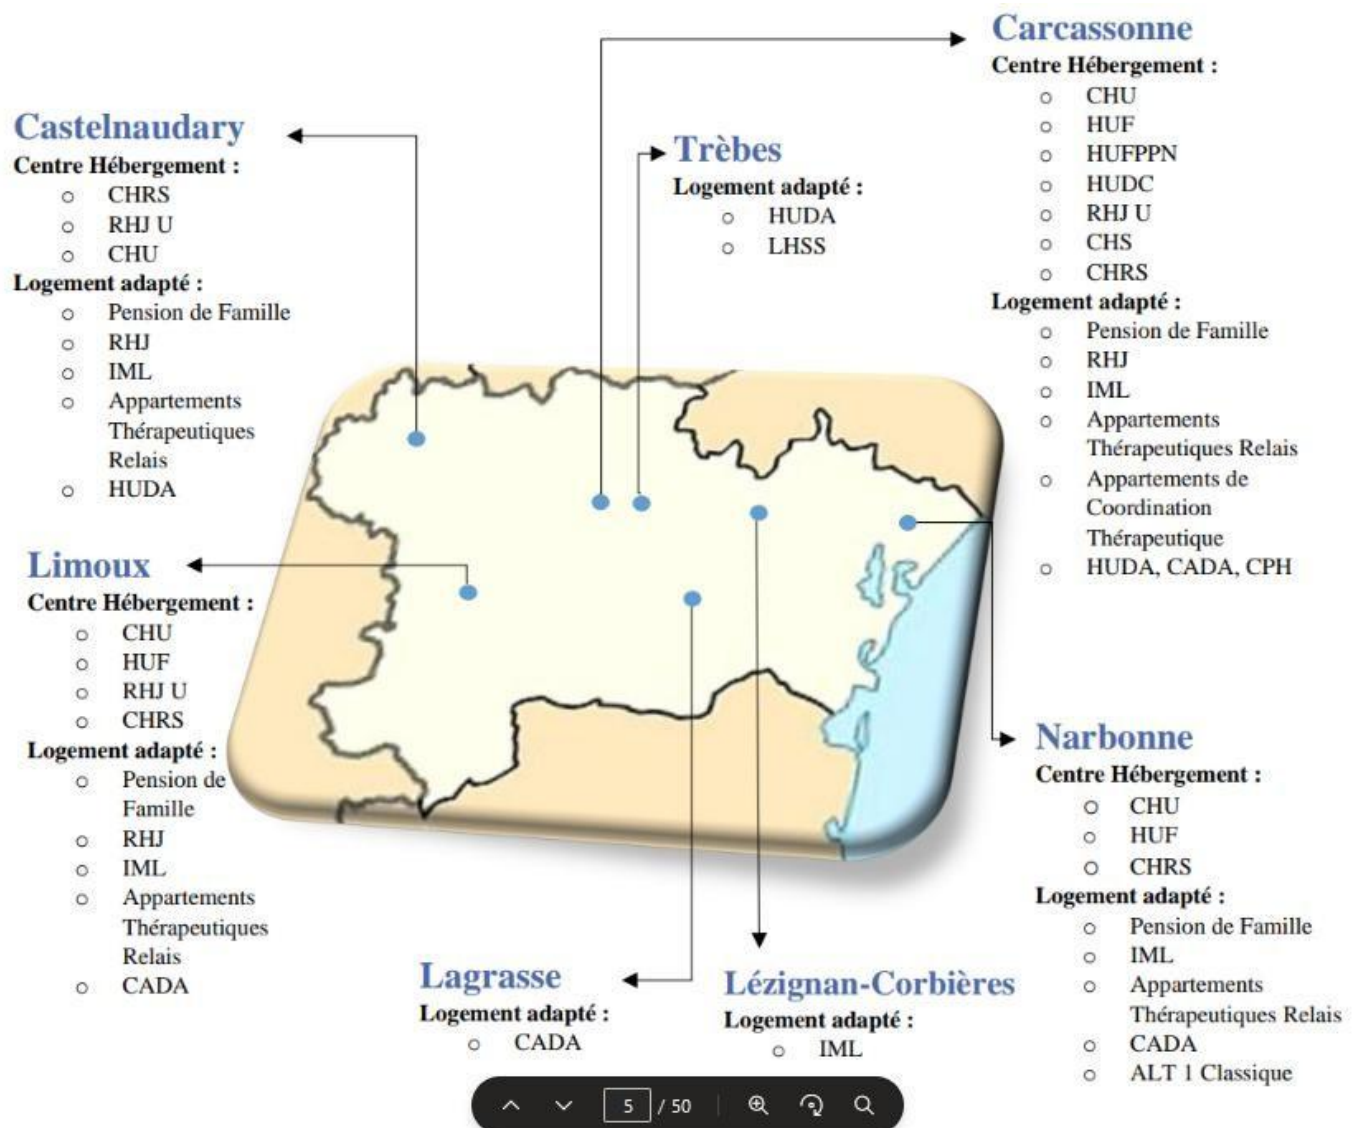 Carcassonne
Centre Hébergement :
o CHU
o HUF
o HUFPPN
o HUDC
o RHJ U
o CHS
o CHRS
Logement adapté :
o Pension de Famille
o RHJ
o IML
o Appartements
Thérapeutiques Relais
o Appartements de
Coordination
Thérapeutique
o HUDA, CADA, CPH
Castelnaudary
Centre Hébergement :
o CHRS
o RHJ U
o CHU
Logement adapté :
o Pension de Famille
o RHJ
o IML
o Appartements
Thérapeutiques
Relais
o HUDA
Trèbes
Logement adapté :
o HUDA
o LHSS
Limoux
Centre Hébergement :
o CHU
o HUF
o RHJ U
o CHRS
Logement adapté :
o Pension de
Famille
o RHJ
o IML
o Appartements
Thérapeutiques
Relais
o CADA
Narbonne
Centre Hébergement :
o CHU
o HUF
o CHRS
Logement adapté :
o Pension de Famille
o IML
o Appartements
Thérapeutiques Relais
o CADA
o ALT 1 Classique
Lagrasse
Logement adapté :
o CADA
Lézignan-Corbières
Logement adapté :
o IML
5 / 50